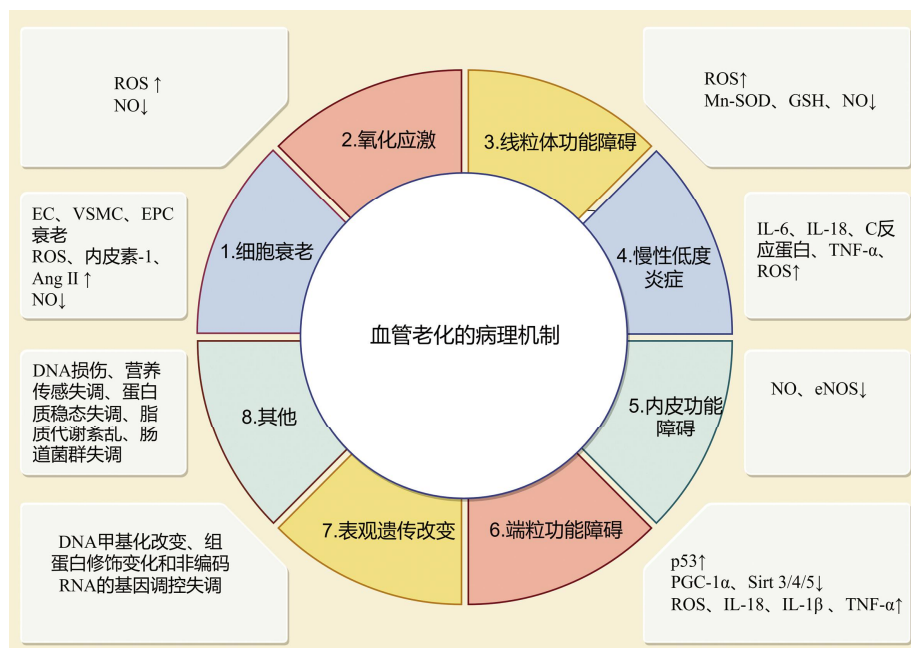 血管老化的病理机制
1.细胞衰老
EC、VSMC、EPC
衰老
ROS、内皮素-1、
Ang II ↑
NO↓
2.氧化应激
ROS ↑
NO↓
3.线粒体功能障碍
ROS↑
Mn-SOD、GSH、NO↓
4.慢性低度
炎症
IL-6、IL-18、C反
应蛋白、TNF-α、
ROS↑
5.内皮功能
障碍
NO、eNOS↓
6.端粒功能障碍
p53↑
PGC-1α、Sirt 3/4/5↓
ROS、IL-18、IL-1β 、TNF-α↑
7.表观遗传改变
DNA甲基化改变、组
蛋白修饰变化和非编码
RNA的基因调控失调
8.其他
DNA损伤、营养
传感失调、蛋白
质稳态失调、脂
质代谢紊乱、肠
道菌群失调